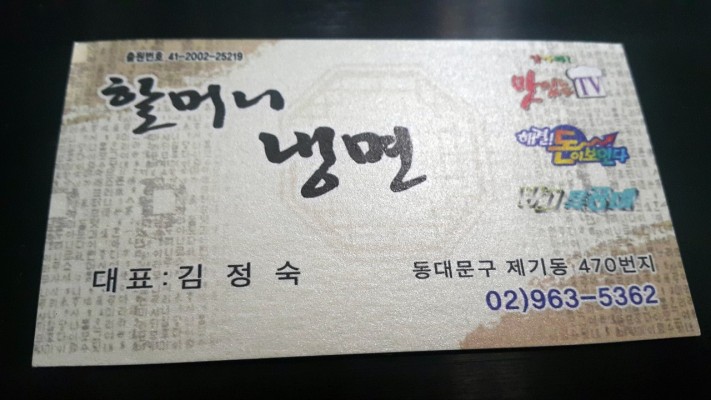 출원번호 41-2002-25219
할머니
냉면
맛있는 TV
해결! 돈이 보인다
대표:김정숙
동대문구 제기동 470번지
02)963-5362